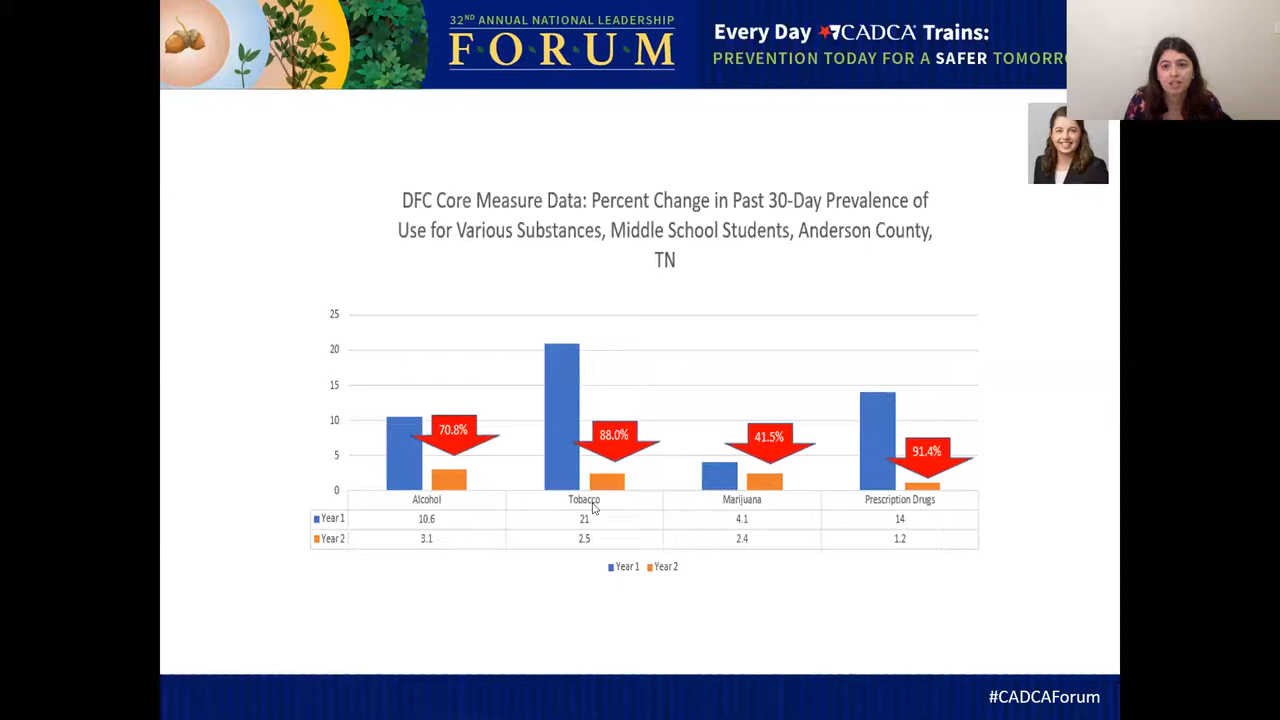 32ND ANNUAL NATIONAL LEADERSHIP
FORUM
Every Day CADCA Trains:
PREVENTION TODAY FOR A SAFER TOMORRO
DFC Core Measure Data: Percent Change in Past 30-Day Prevalence of
Use for Various Substances, Middle School Students, Anderson County,
TN
25
20
15
10
5
0
70.8%
88.0%
41.5%
91.4%
Alcohol Tobacco Marijuana Prescription Drugs
Year 1 10.6 21 4.1 14
Year 2 3.1 2.5 2.4 1.2
Year 1 Year 2
#CADCAForum